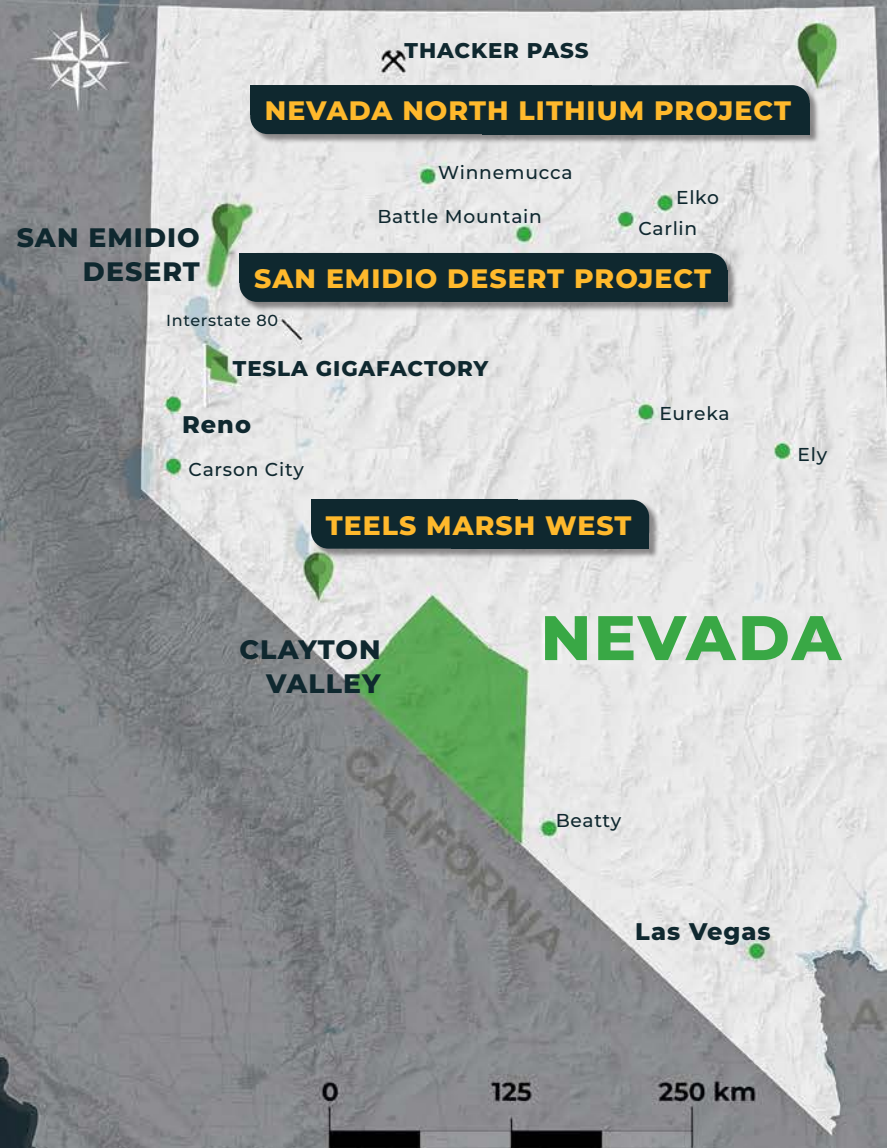 THACKER PASS
NEVADA NORTH LITHIUM PROJECT
Winnemucca
Elko
Battle Mountain
Carlin
SAN EMIDIO
DESERT
SAN EMIDIO DESERT PROJECT
Interstate 80
TESLA GIGAFACTORY
Reno
Eureka
Carson City
Ely
TEELS MARSH WEST
NEVADA
CLAYTON
VALLEY
CALIFORNIA
Beatty
Las Vegas
A
0 125 250 km